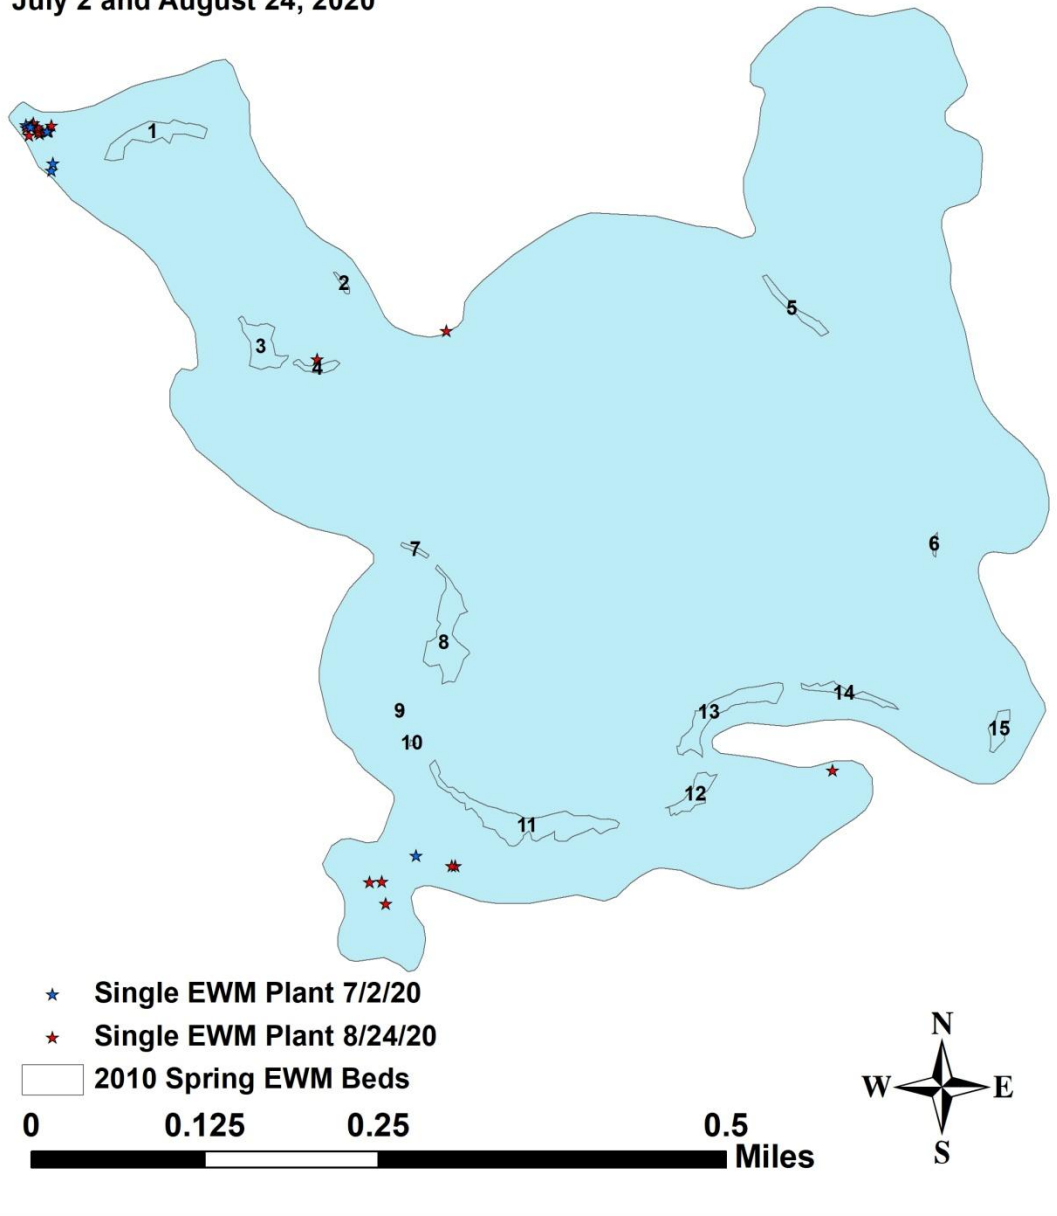 July 2 and August 24, 2020
1
2
5
3
4
7
6
8
9
13
14
10
15
12
11
Single EWM Plant 7/2/20
Single EWM Plant 8/24/20
2010 Spring EWM Beds
N
W E
S
0 0.125 0.25 0.5
Miles